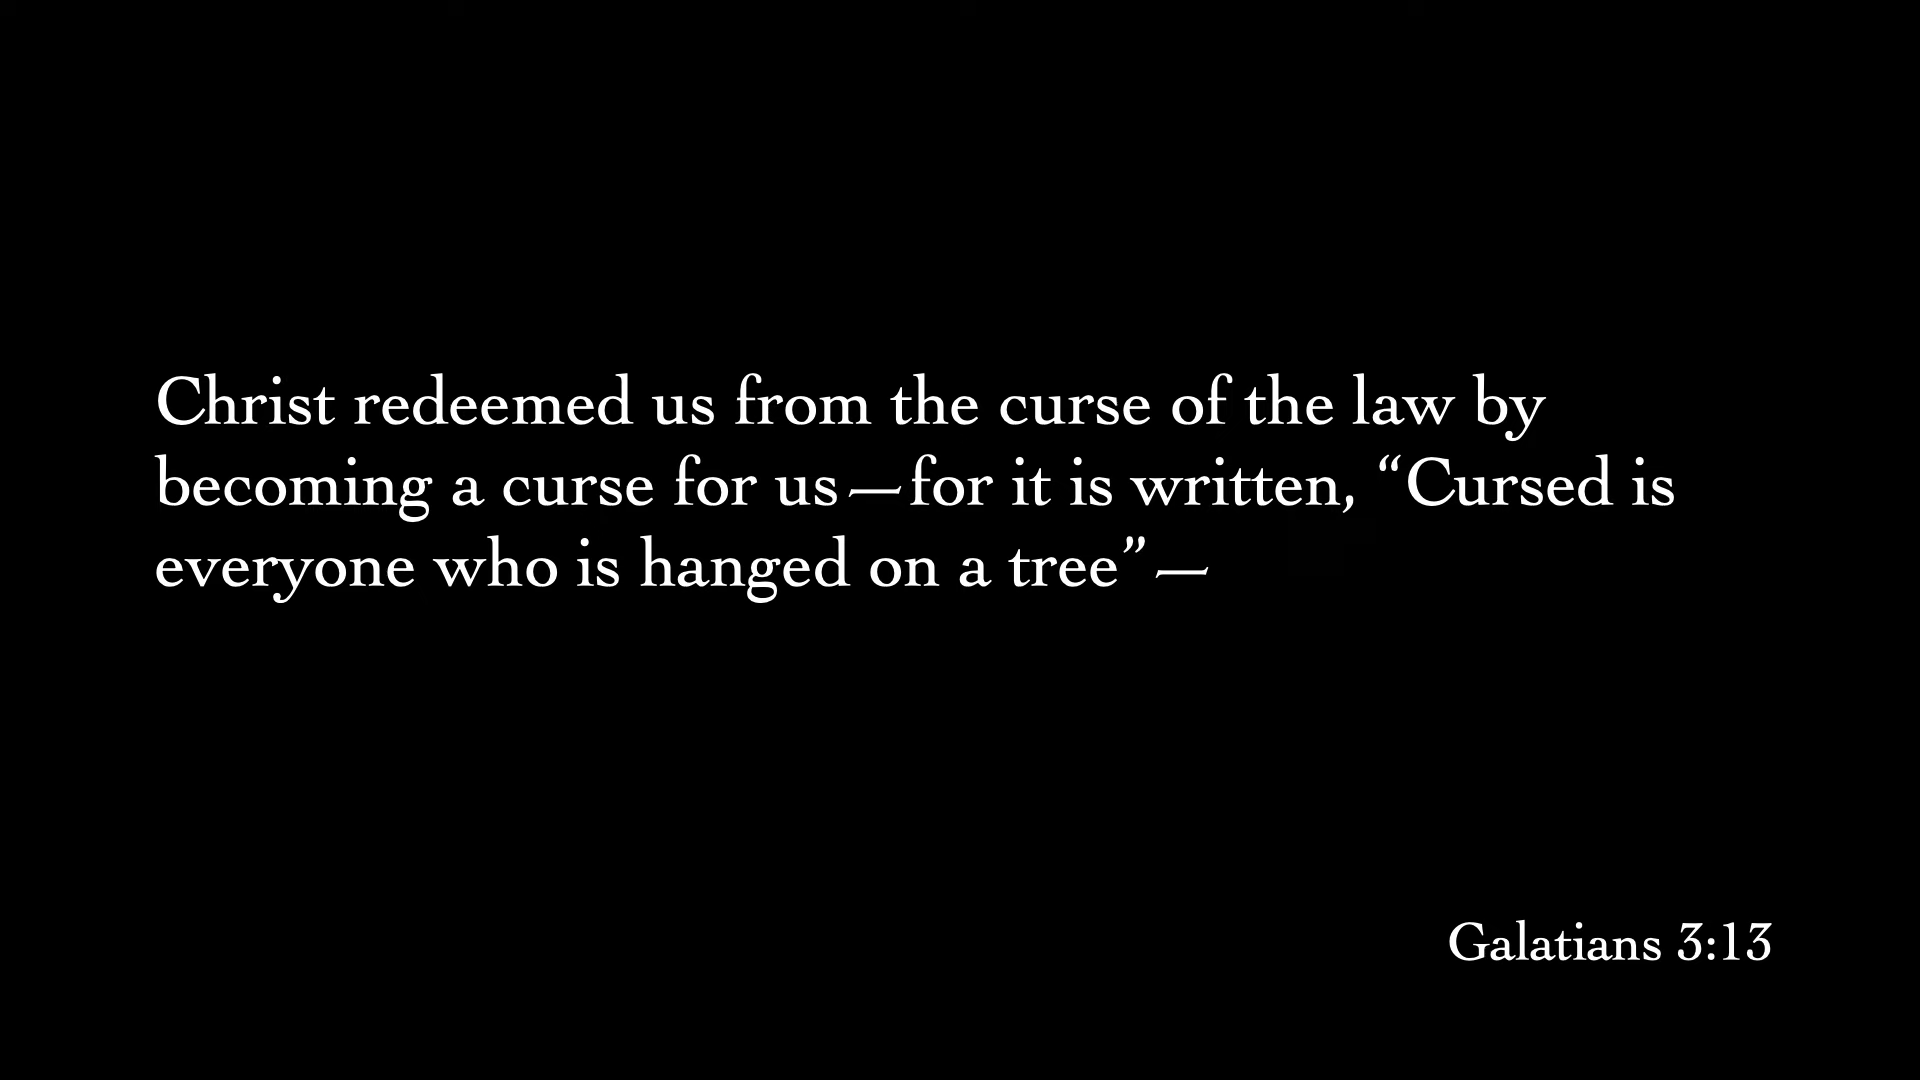 Christ redeemed us from the curse of the law by
becoming a curse for us—for it is written, “Cursed is
everyone who is hanged on a tree”—
Galatians 3:13